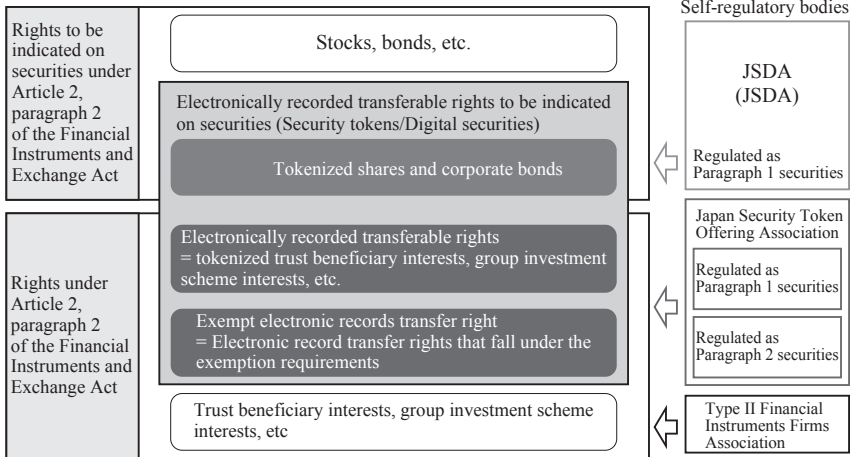 Self-regulatory bodies
Rights to be
indicated on
securities under
Article 2,
paragraph 2
of the Financial
Instruments and
Exchange Act
Stocks, bonds, etc.
Electronically recorded transferable rights to be indicated
on securities (Security tokens/Digital securities)
Tokenized shares and corporate bonds
JSDA
(JSDA)
Regulated as
Paragraph 1 securities
Rights under
Article 2,
paragraph 2
of the Financial
Instruments and
Exchange Act
Electronically recorded transferable rights
= tokenized trust beneficiary interests, group investment
scheme interests, etc.
Exempt electronic records transfer right
= Electronic record transfer rights that fall under the
exemption requirements
Trust beneficiary interests, group investment scheme
interests, etc
Japan Security Token
Offering Association
Regulated as
Paragraph 1 securities
Regulated as
Paragraph 2 securities
Type II Financial
Instruments Firms
Association